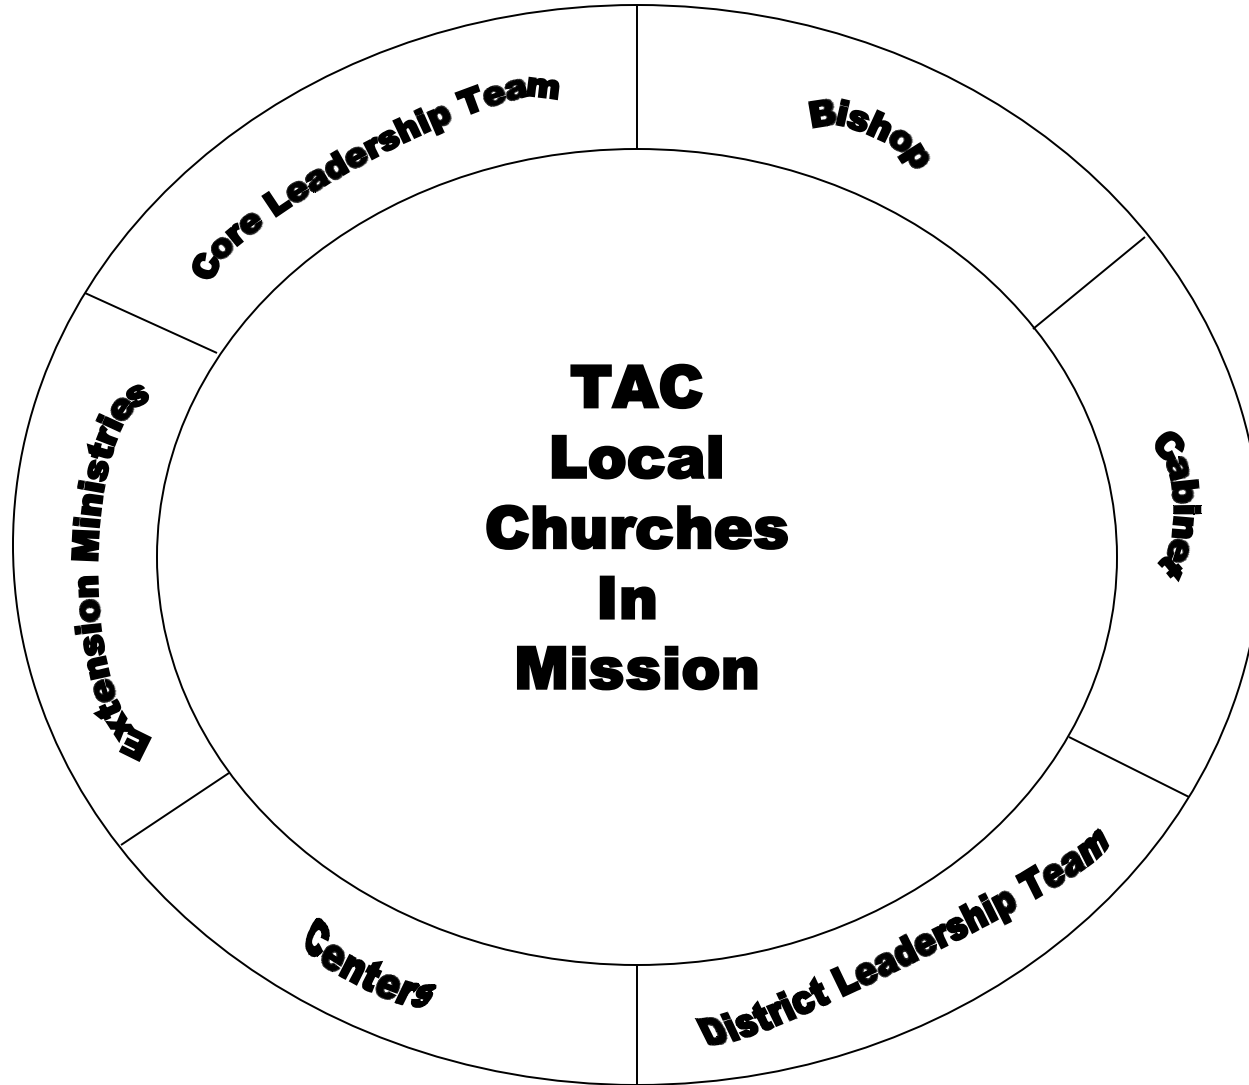 Core Leadership Team
Bishop
Cabinet
District Leadership Team
Centers
Extension Ministries
TAC
Local
Churches
In
Mission